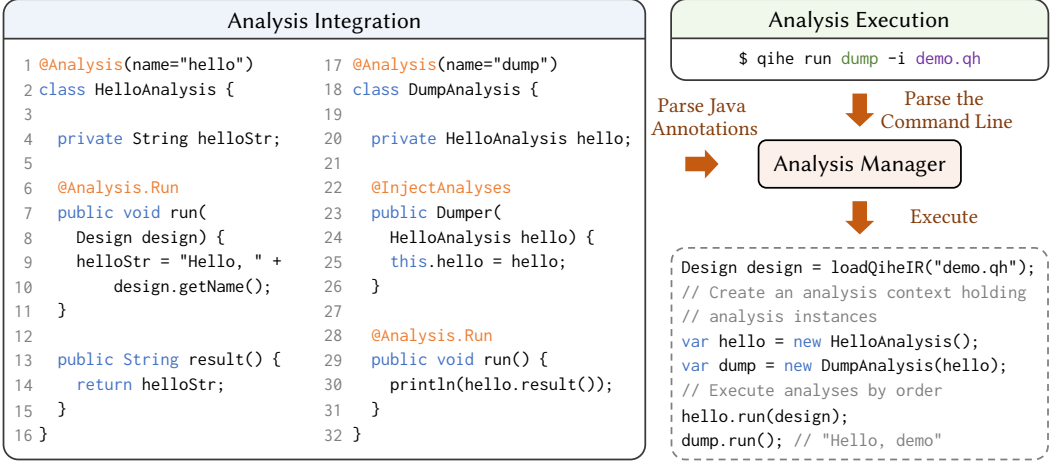 Analysis Integration
1 @Analysis(name="hello")
2 class HelloAnalysis {
3
4 private String helloStr;
5
6 @Analysis.Run
7 public void run(
8 Design design) {
9 helloStr = "Hello, " +
10 design.getName();
11 }
12
13 public String result() {
14 return helloStr;
15 }
16 }
17 @Analysis(name="dump")
18 class DumpAnalysis {
19
20 private HelloAnalysis hello;
21
22 @InjectAnalyses
23 public Dumper(
24 HelloAnalysis hello) {
25 this.hello = hello;
26 }
27
28 @Analysis.Run
29 public void run() {
30 println(hello.result());
31 }
32 }
Analysis Execution
$ qihe run dump -i demo.qh
Parse Java
Annotations
Parse the
Command Line
Analysis Manager
Execute
Design design = loadQiheIR("demo.qh");
// Create an analysis context holding
// analysis instances
var hello = new HelloAnalysis();
var dump = new DumpAnalysis(hello);
// Execute analyses by order
hello.run(design);
dump.run(); // "Hello, demo"